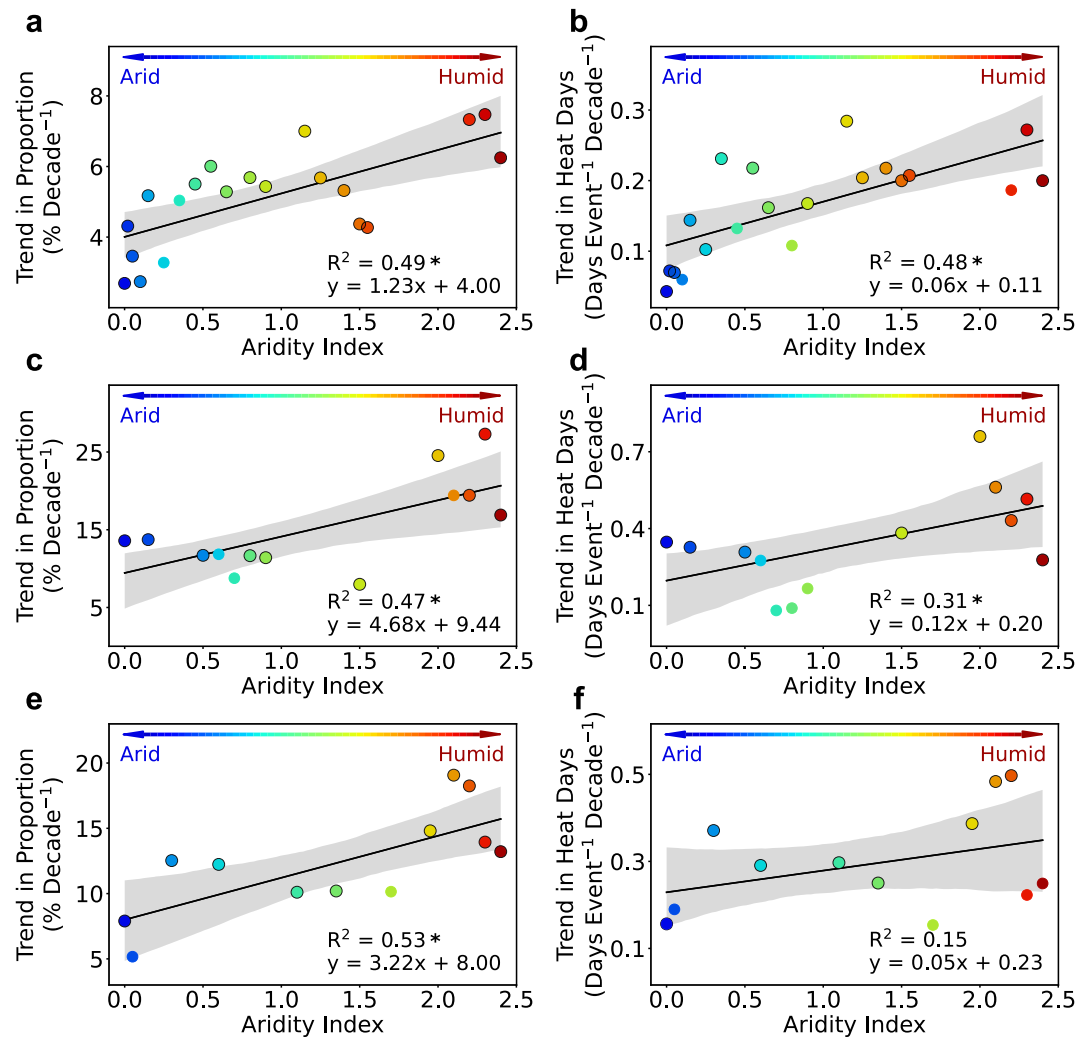 a
Trend in Proportion
(% Decade⁻¹)
8
6
4
Arid
Humid
R² = 0.49 *
y = 1.23x + 4.00
0.0 0.5 1.0 1.5 2.0 2.5
Aridity Index
b
Trend in Heat Days
(Days Event⁻¹ Decade⁻¹)
0.3
0.2
0.1
Arid
Humid
R² = 0.48 *
y = 0.06x + 0.11
0.0 0.5 1.0 1.5 2.0 2.5
Aridity Index
c
Trend in Proportion
(% Decade⁻¹)
25
15
5
Arid
Humid
R² = 0.47 *
y = 4.68x + 9.44
0.0 0.5 1.0 1.5 2.0 2.5
Aridity Index
d
Trend in Heat Days
(Days Event⁻¹ Decade⁻¹)
0.7
0.4
0.1
Arid
Humid
R² = 0.31 *
y = 0.12x + 0.20
0.0 0.5 1.0 1.5 2.0 2.5
Aridity Index
e
Trend in Proportion
(% Decade⁻¹)
20
15
10
5
Arid
Humid
R² = 0.53 *
y = 3.22x + 8.00
0.0 0.5 1.0 1.5 2.0 2.5
Aridity Index
f
Trend in Heat Days
(Days Event⁻¹ Decade⁻¹)
0.5
0.3
0.1
Arid
Humid
R² = 0.15
y = 0.05x + 0.23
0.0 0.5 1.0 1.5 2.0 2.5
Aridity Index